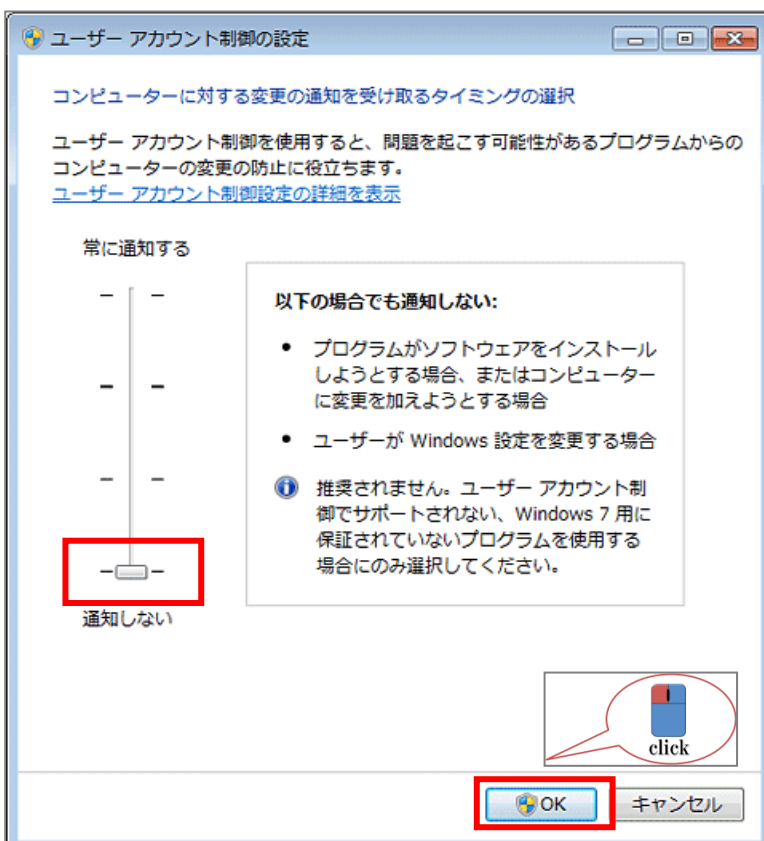 ユーザー アカウント制御の設定
コンピューターに対する変更の通知を受け取るタイミングの選択
ユーザー アカウント制御を使用すると、問題を起こす可能性があるプログラムからの
コンピューターの変更の防止に役立ちます。
ユーザー アカウント制御設定の詳細を表示
常に通知する
以下の場合でも通知しない:
• プログラムがソフトウェアをインストール
しようとする場合、またはコンピューター
に変更を加えようとする場合
• ユーザーが Windows 設定を変更する場合
推奨されません。ユーザー アカウント制
御でサポートされない、Windows 7 用に
保証されていないプログラムを使用する
場合にのみ選択してください。
通知しない
click
OK
キャンセル